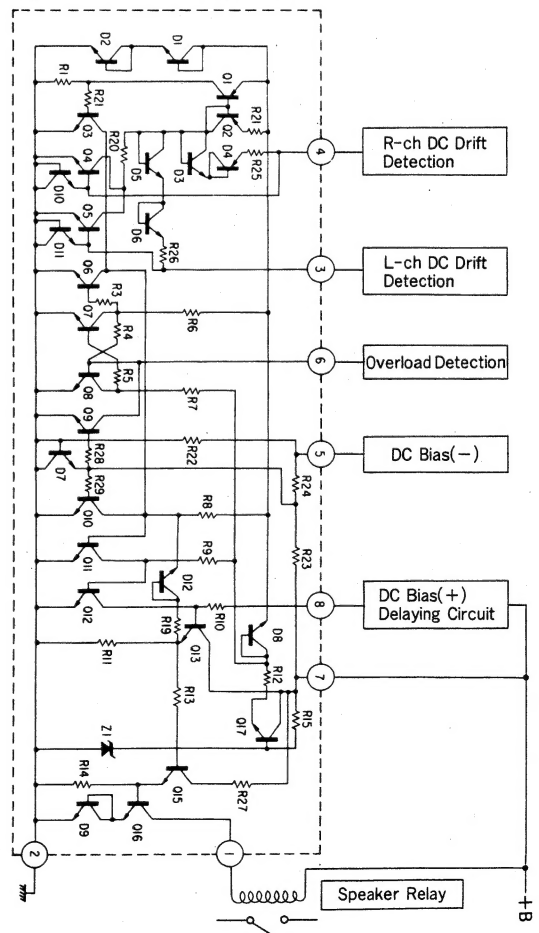 D2
D1
R1
Q1
R21
Q3
Q2
R21
R20
Q4
D5
D3
D4
R25
4
R-ch DC Drift
Detection
D10
Q5
D6
D11
R26
3
L-ch DC Drift
Detection
Q6
R3
Q7
R4
R6
6
Overload Detection
R5
Q8
R7
Q9
R28
R22
5
DC Bias(-)
D7
R24
R29
Q10
R8
R23
Q11
R9
D12
Q12
R10
8
DC Bias(+)
Delaying Circuit
R19
D8
R11
Q13
7
R12
R13
R15
Q17
Z1
R14
Q15
R27
D9
Q16
2
1
Speaker Relay
+B